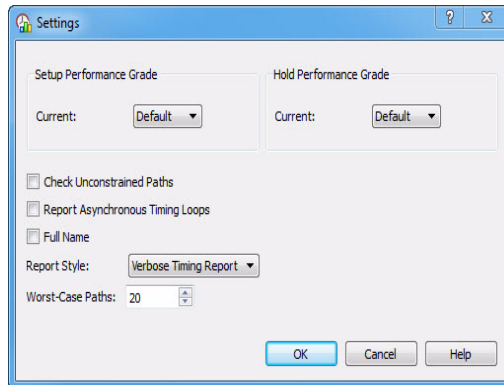 Settings
?
X
Setup Performance Grade
Hold Performance Grade
Current: Default
Current: Default
Check Unconstrained Paths
Report Asynchronous Timing Loops
Full Name
Report Style: Verbose Timing Report
Worst-Case Paths: 20
OK Cancel Help